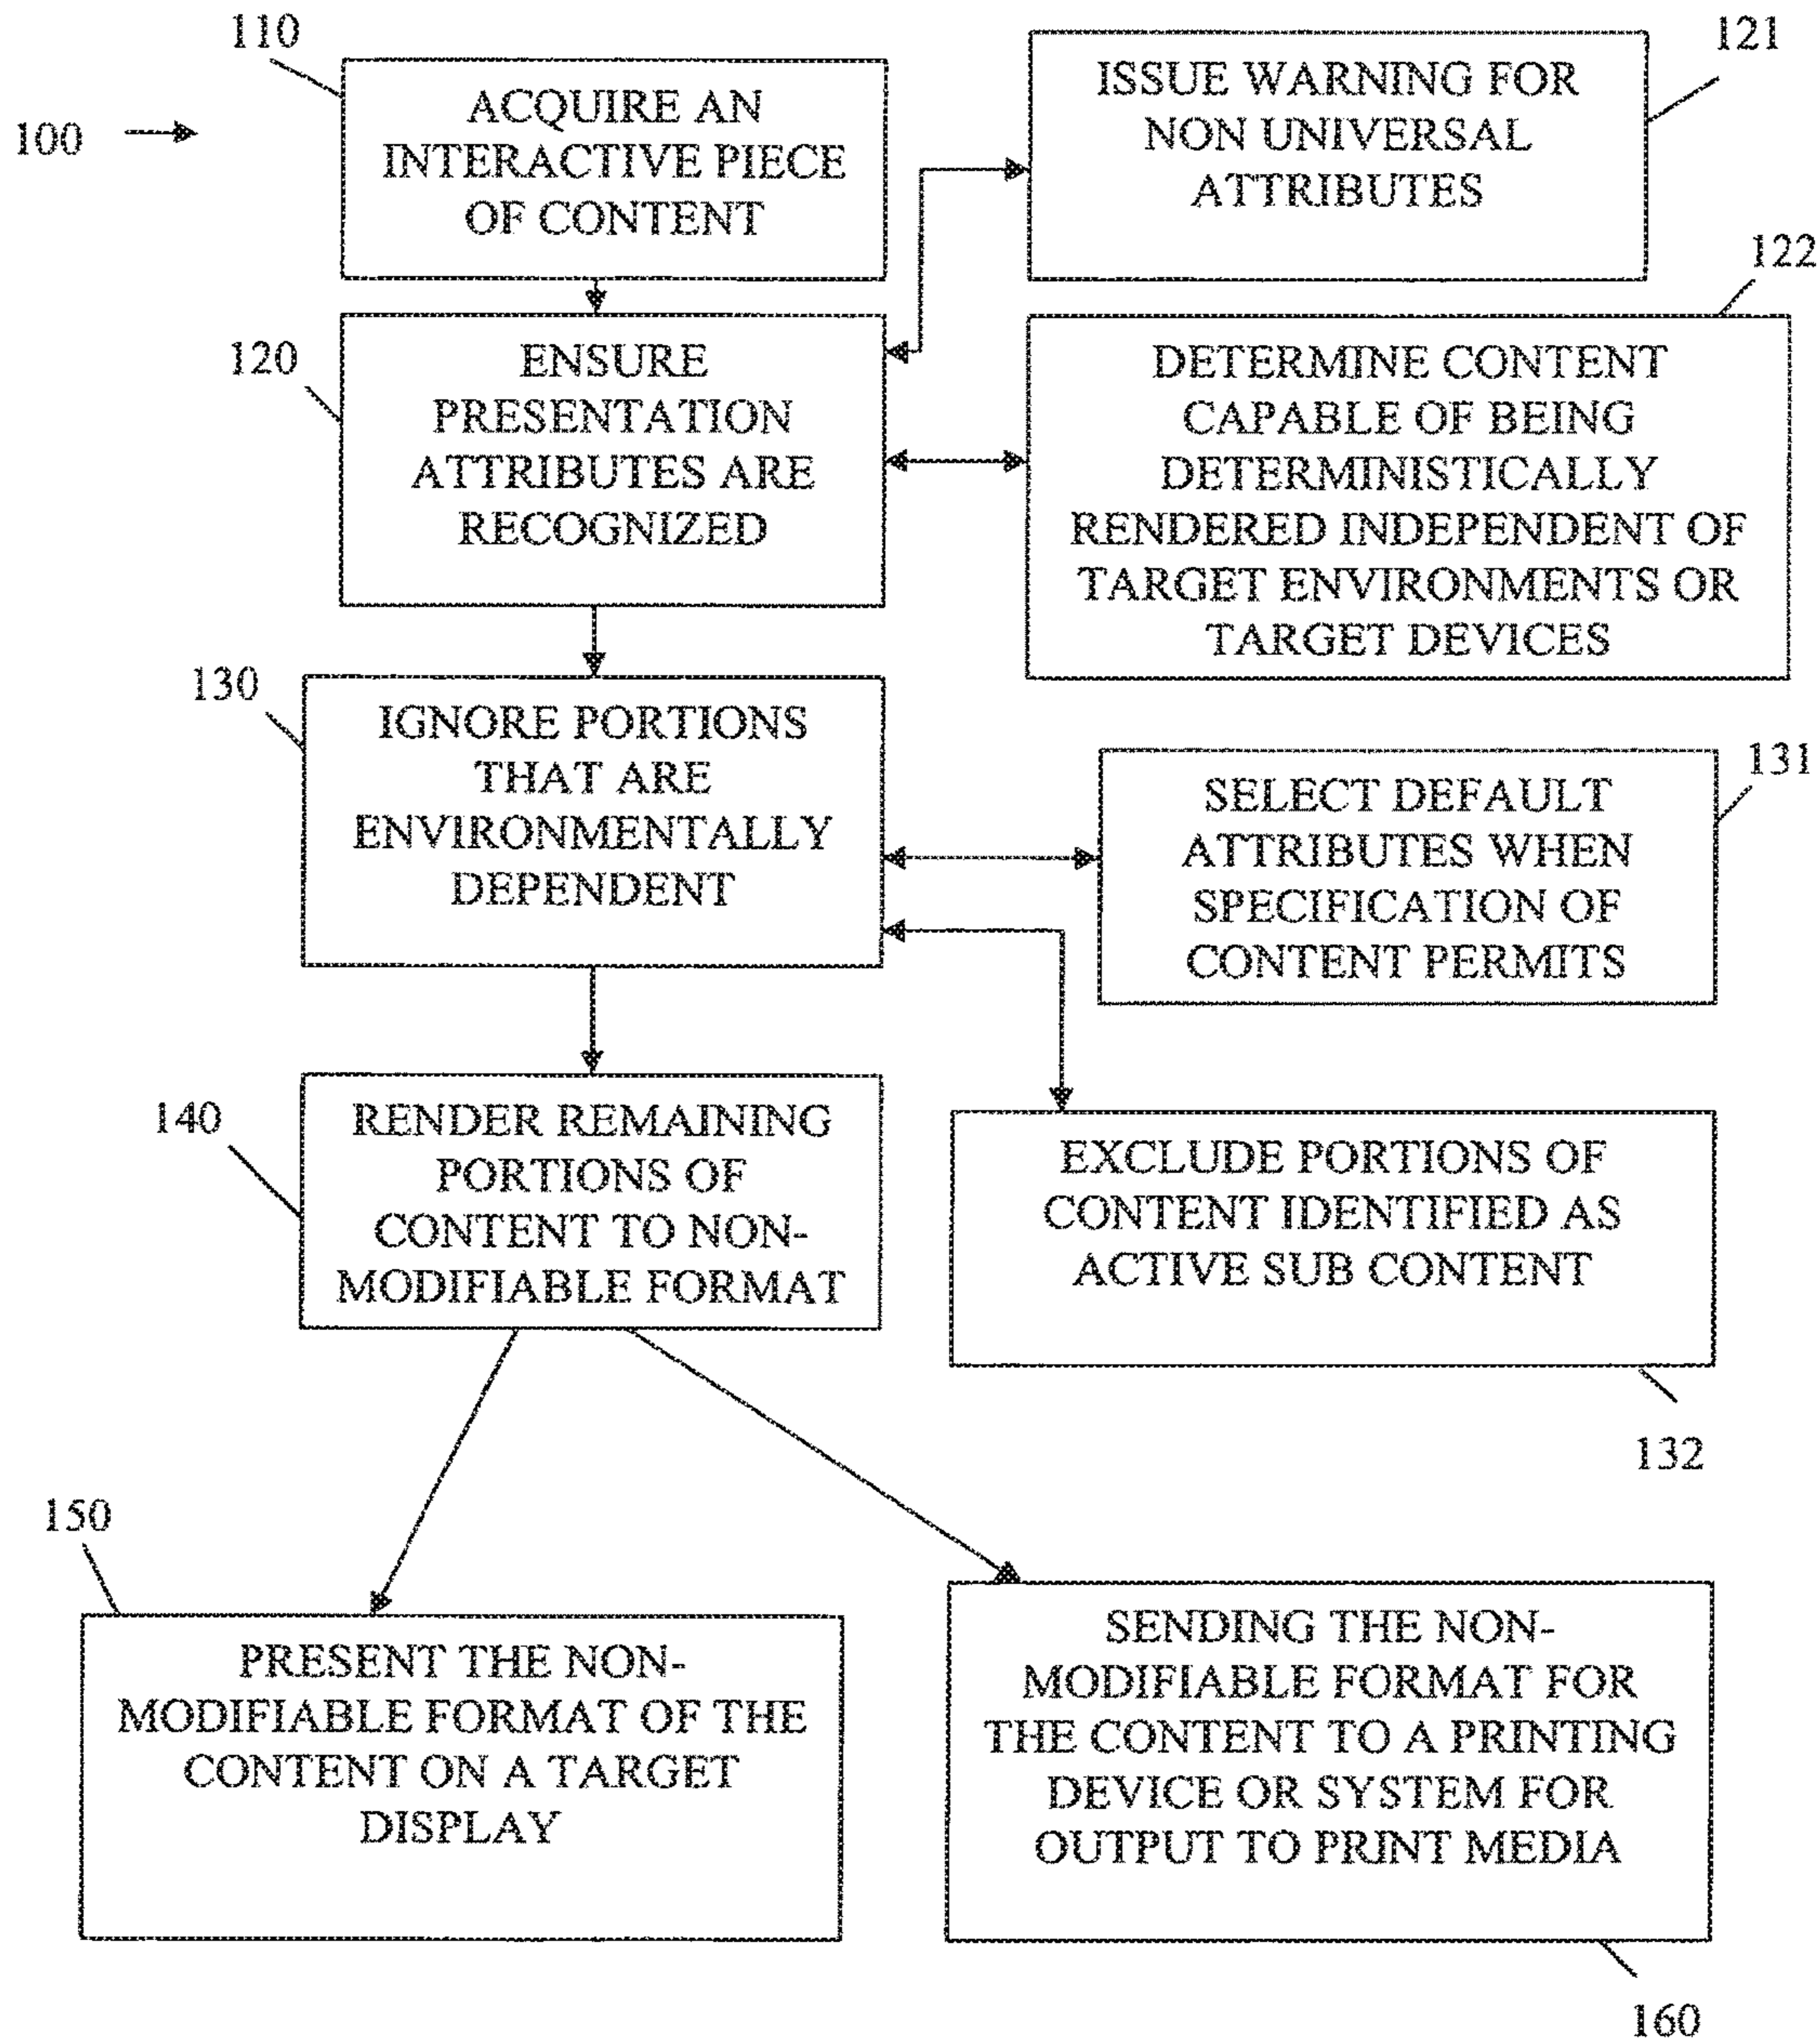 110
ACQUIRE AN
INTERACTIVE PIECE
OF CONTENT
121
ISSUE WARNING FOR
NON UNIVERSAL
ATTRIBUTES
100
122
120
ENSURE
PRESENTATION
ATTRIBUTES ARE
RECOGNIZED
DETERMINE CONTENT
CAPABLE OF BEING
DETERMINISTICALLY
RENDERED INDEPENDENT OF
TARGET ENVIRONMENTS OR
TARGET DEVICES
130
IGNORE PORTIONS
THAT ARE
ENVIRONMENTALLY
DEPENDENT
131
SELECT DEFAULT
ATTRIBUTES WHEN
SPECIFICATION OF
CONTENT PERMITS
140
RENDER REMAINING
PORTIONS OF
CONTENT TO NON-
MODIFIABLE FORMAT
EXCLUDE PORTIONS OF
CONTENT IDENTIFIED AS
ACTIVE SUB CONTENT
132
150
PRESENT THE NON-
MODIFIABLE FORMAT OF THE
CONTENT ON A TARGET
DISPLAY
SENDING THE NON-
MODIFIABLE FORMAT FOR
THE CONTENT TO A PRINTING
DEVICE OR SYSTEM FOR
OUTPUT TO PRINT MEDIA
160